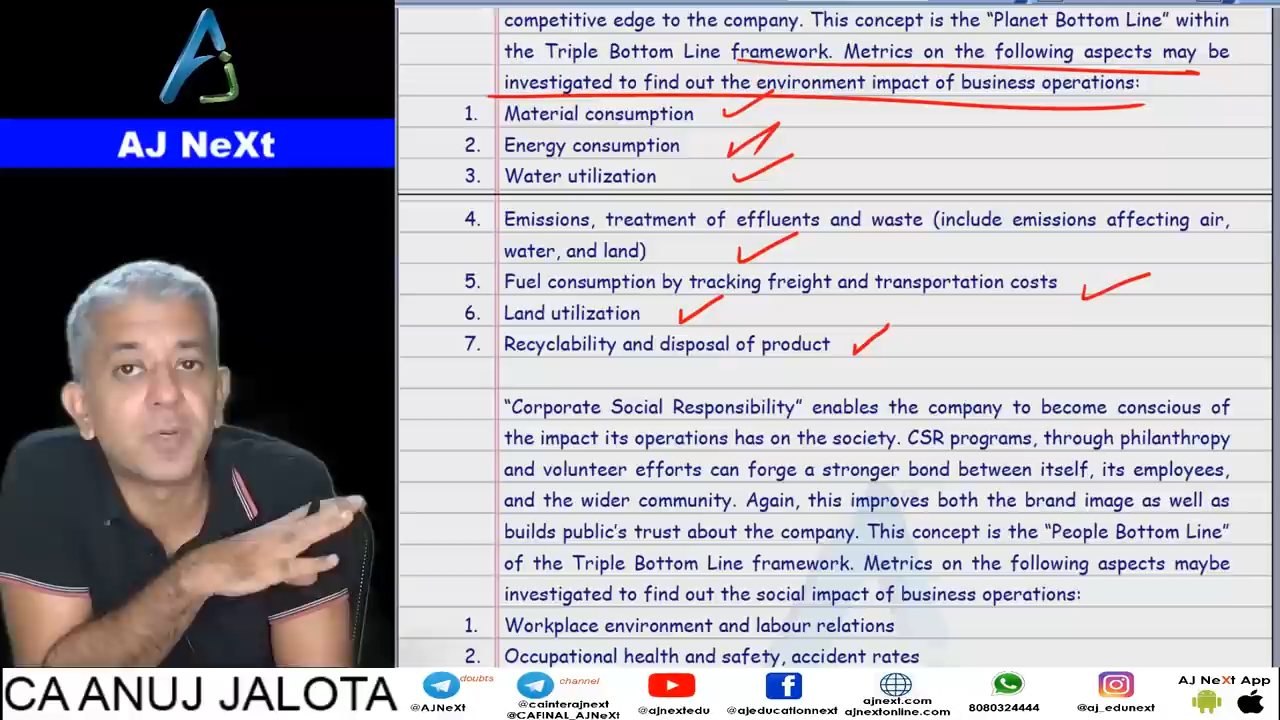 Aj
AJ NeXt
competitive edge to the company. This concept is the “Planet Bottom Line” within
the Triple Bottom Line framework. Metrics on the following aspects may be
investigated to find out the environment impact of business operations:
1. Material consumption
2. Energy consumption
3. Water utilization
4. Emissions, treatment of effluents and waste (include emissions affecting air,
water, and land)
5. Fuel consumption by tracking freight and transportation costs
6. Land utilization
7. Recyclability and disposal of product
“Corporate Social Responsibility” enables the company to become conscious of
the impact its operations has on the society. CSR programs, through philanthropy
and volunteer efforts can forge a stronger bond between itself, its employees,
and the wider community. Again, this improves both the brand image as well as
builds public’s trust about the company. This concept is the “People Bottom Line”
of the Triple Bottom Line framework. Metrics on the following aspects maybe
investigated to find out the social impact of business operations:
1. Workplace environment and labour relations
2. Occupational health and safety, accident rates
CA ANUJ JALOTA
doubts
@AJNeXt
channel
@cainterajnext
@CAFINAL_AJNeXt
@ajnextedu
@ajeducationnext
ajnext.com
ajnextonline.com
8080324444
@aj_edunext
AJ NeXt App